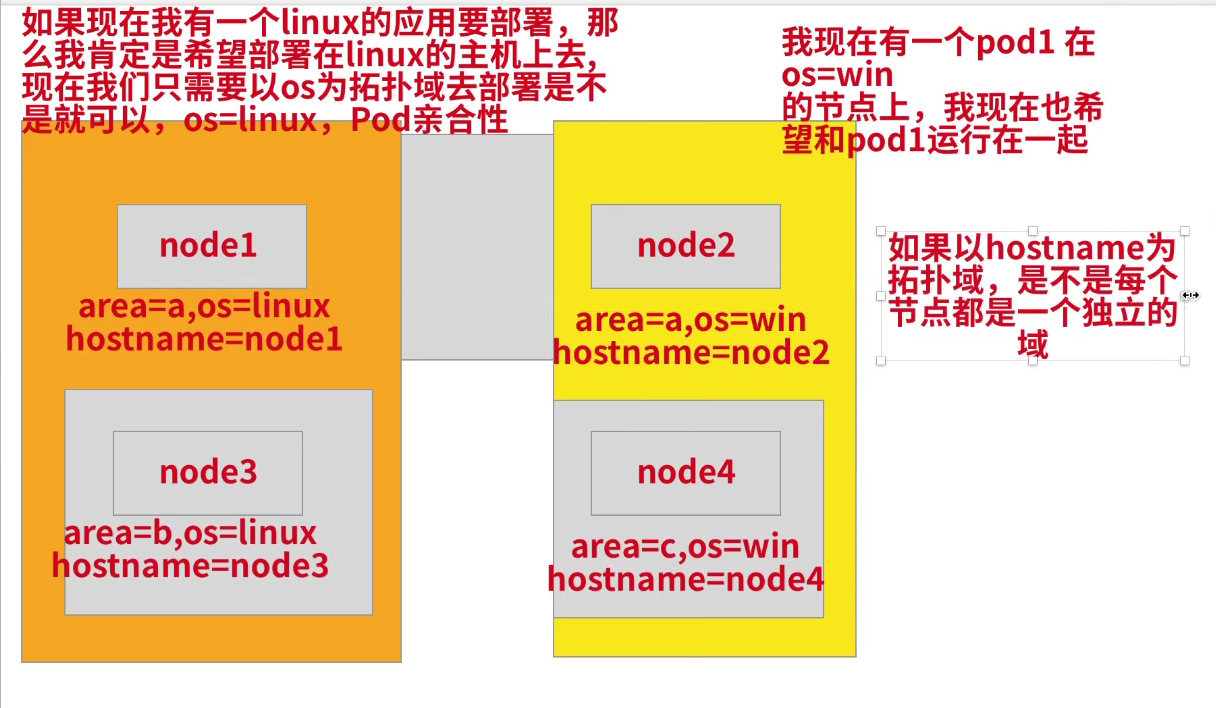 如果现在我有一个linux的应用要部署，那
么我肯定是希望部署在linux的主机上去,
现在我们只需要以os为拓扑域去部署是不
是就可以，os=linux，Pod亲合性
我现在有一个pod1 在
os=win
的节点上，我现在也希
望和pod1运行在一起
node1
area=a,os=linux
hostname=node1
node2
area=a,os=win
hostname=node2
如果以hostname为
拓扑域，是不是每个
节点都是一个独立的
域
node3
area=b,os=linux
hostname=node3
node4
area=c,os=win
hostname=node4